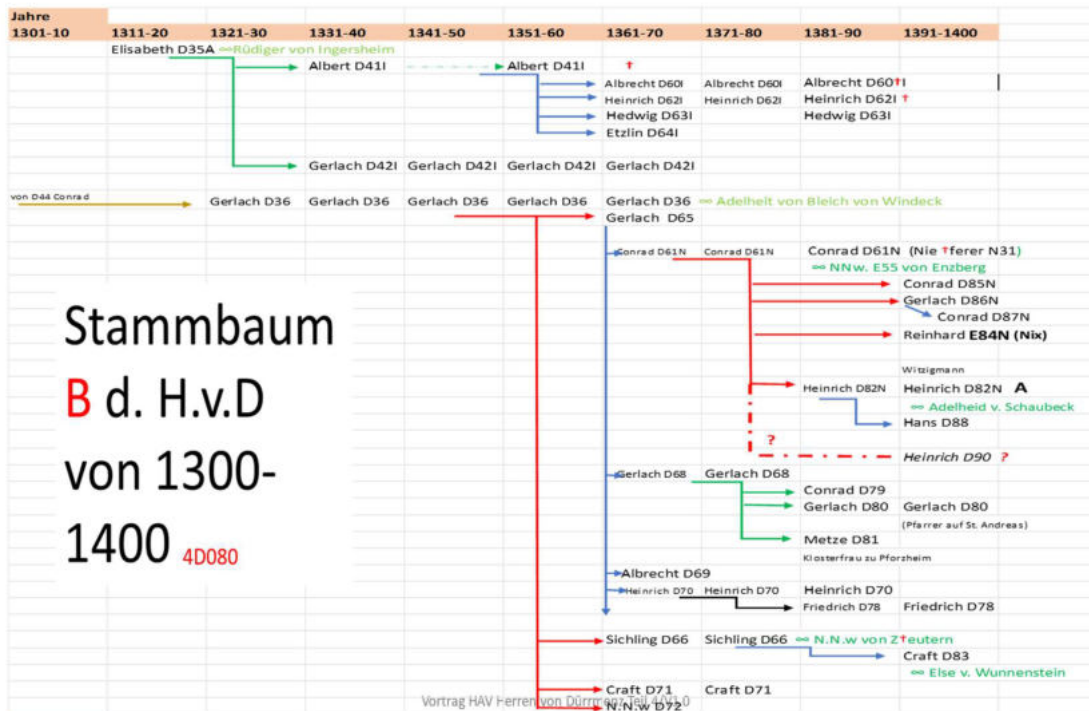 Jahre
1301-10 1311-20 1321-30 1331-40 1341-50 1351-60 1361-70 1371-80 1381-90 1391-1400
Elisabeth D35A ∞Rüdiger von Ingersheim
Albert D41I Albert D41I †
Albrecht D60I Albrecht D60I Albrecht D60†I
Heinrich D62I Heinrich D62I Heinrich D62I †
Hedwig D63I Hedwig D63I
Etzlin D64I
Gerlach D42I Gerlach D42I Gerlach D42I Gerlach D42I
von D44 Conrad Gerlach D36 Gerlach D36 Gerlach D36 Gerlach D36 Gerlach D36 ∞ Adelheit von Bleich von Windeck
Gerlach D65
Conrad D61N Conrad D61N Conrad D61N (Nie †ferer N31)
∞ NNw. E55 von Enzberg
Conrad D85N
Gerlach D86N
Conrad D87N
Reinhard E84N (Nix)
Witzigmann
Heinrich D82N Heinrich D82N A
∞ Adelheid v. Schaubeck
Hans D88
?
Heinrich D90 ?
Gerlach D68 Gerlach D68
Conrad D79
Gerlach D80 Gerlach D80
(Pfarrer auf St. Andreas)
Metze D81
Klosterfrau zu Pforzheim
Albrecht D69
Heinrich D70 Heinrich D70 Heinrich D70
Friedrich D78 Friedrich D78
Sichling D66 Sichling D66 ∞ N.N.w von Z†eutern
Craft D83
∞ Else v. Wunnenstein
Craft D71 Craft D71
N.N.w D72
Stammbaum
B d. H.v.D
von 1300-
1400 4D080
Vortrag HAV Herren von Dürrmenz Teil 4.0